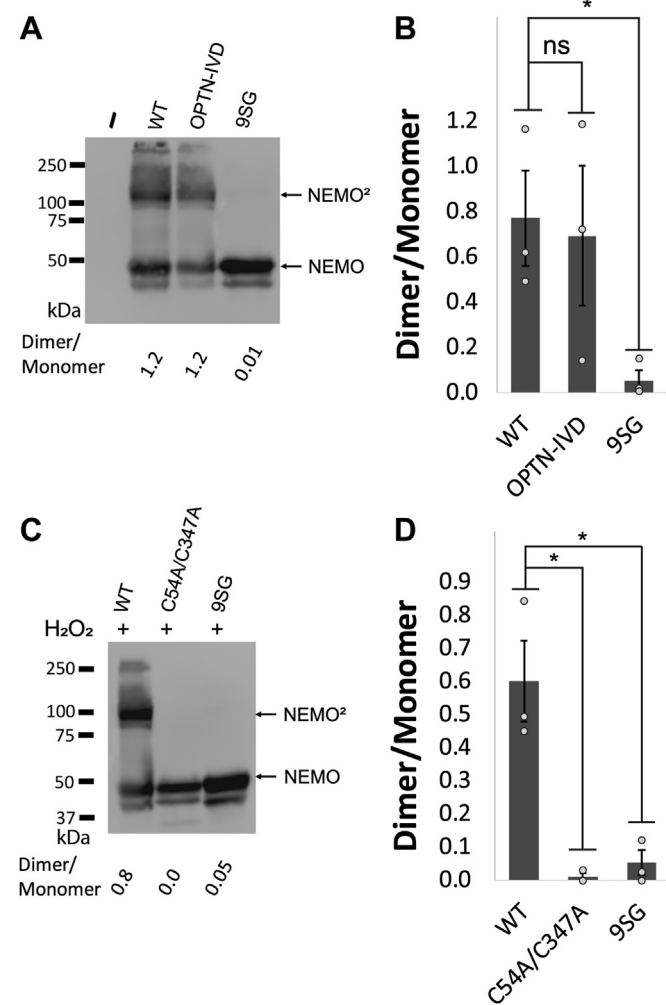 A
–
WT
OPTN-IVD
9SG
250
100
75
50
kDa
NEMO²
NEMO
Dimer/
Monomer
1.2
1.2
0.01
B
*
ns
Dimer/Monomer
1.2
1.0
0.8
0.6
0.4
0.2
0.0
WT
OPTN-IVD
9SG
C
WT
C54A/C347A
9SG
H₂O₂
+
+
+
250
100
75
50
37
kDa
NEMO²
NEMO
Dimer/
Monomer
0.8
0.0
0.05
D
*
*
Dimer/Monomer
0.9
0.8
0.7
0.6
0.5
0.4
0.3
0.2
0.1
0.0
WT
C54A/C347A
9SG